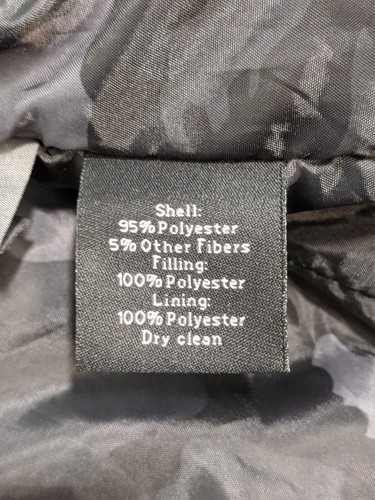 Shell:
95% Polyester
5% Other Fibers
Filling:
100% Polyester
Lining:
100% Polyester
Dry clean